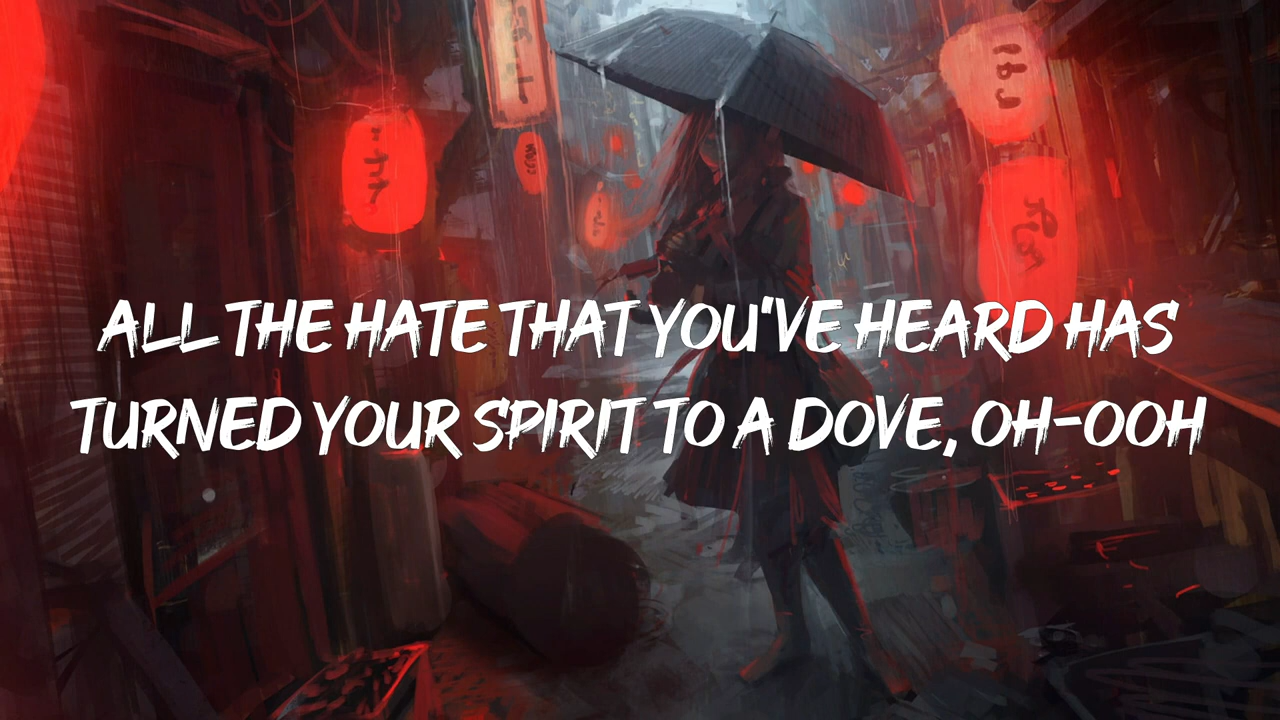 ALL THE HATE THAT YOU'VE HEARD HAS
TURNED YOUR SPIRIT TO A DOVE, OH-OOH